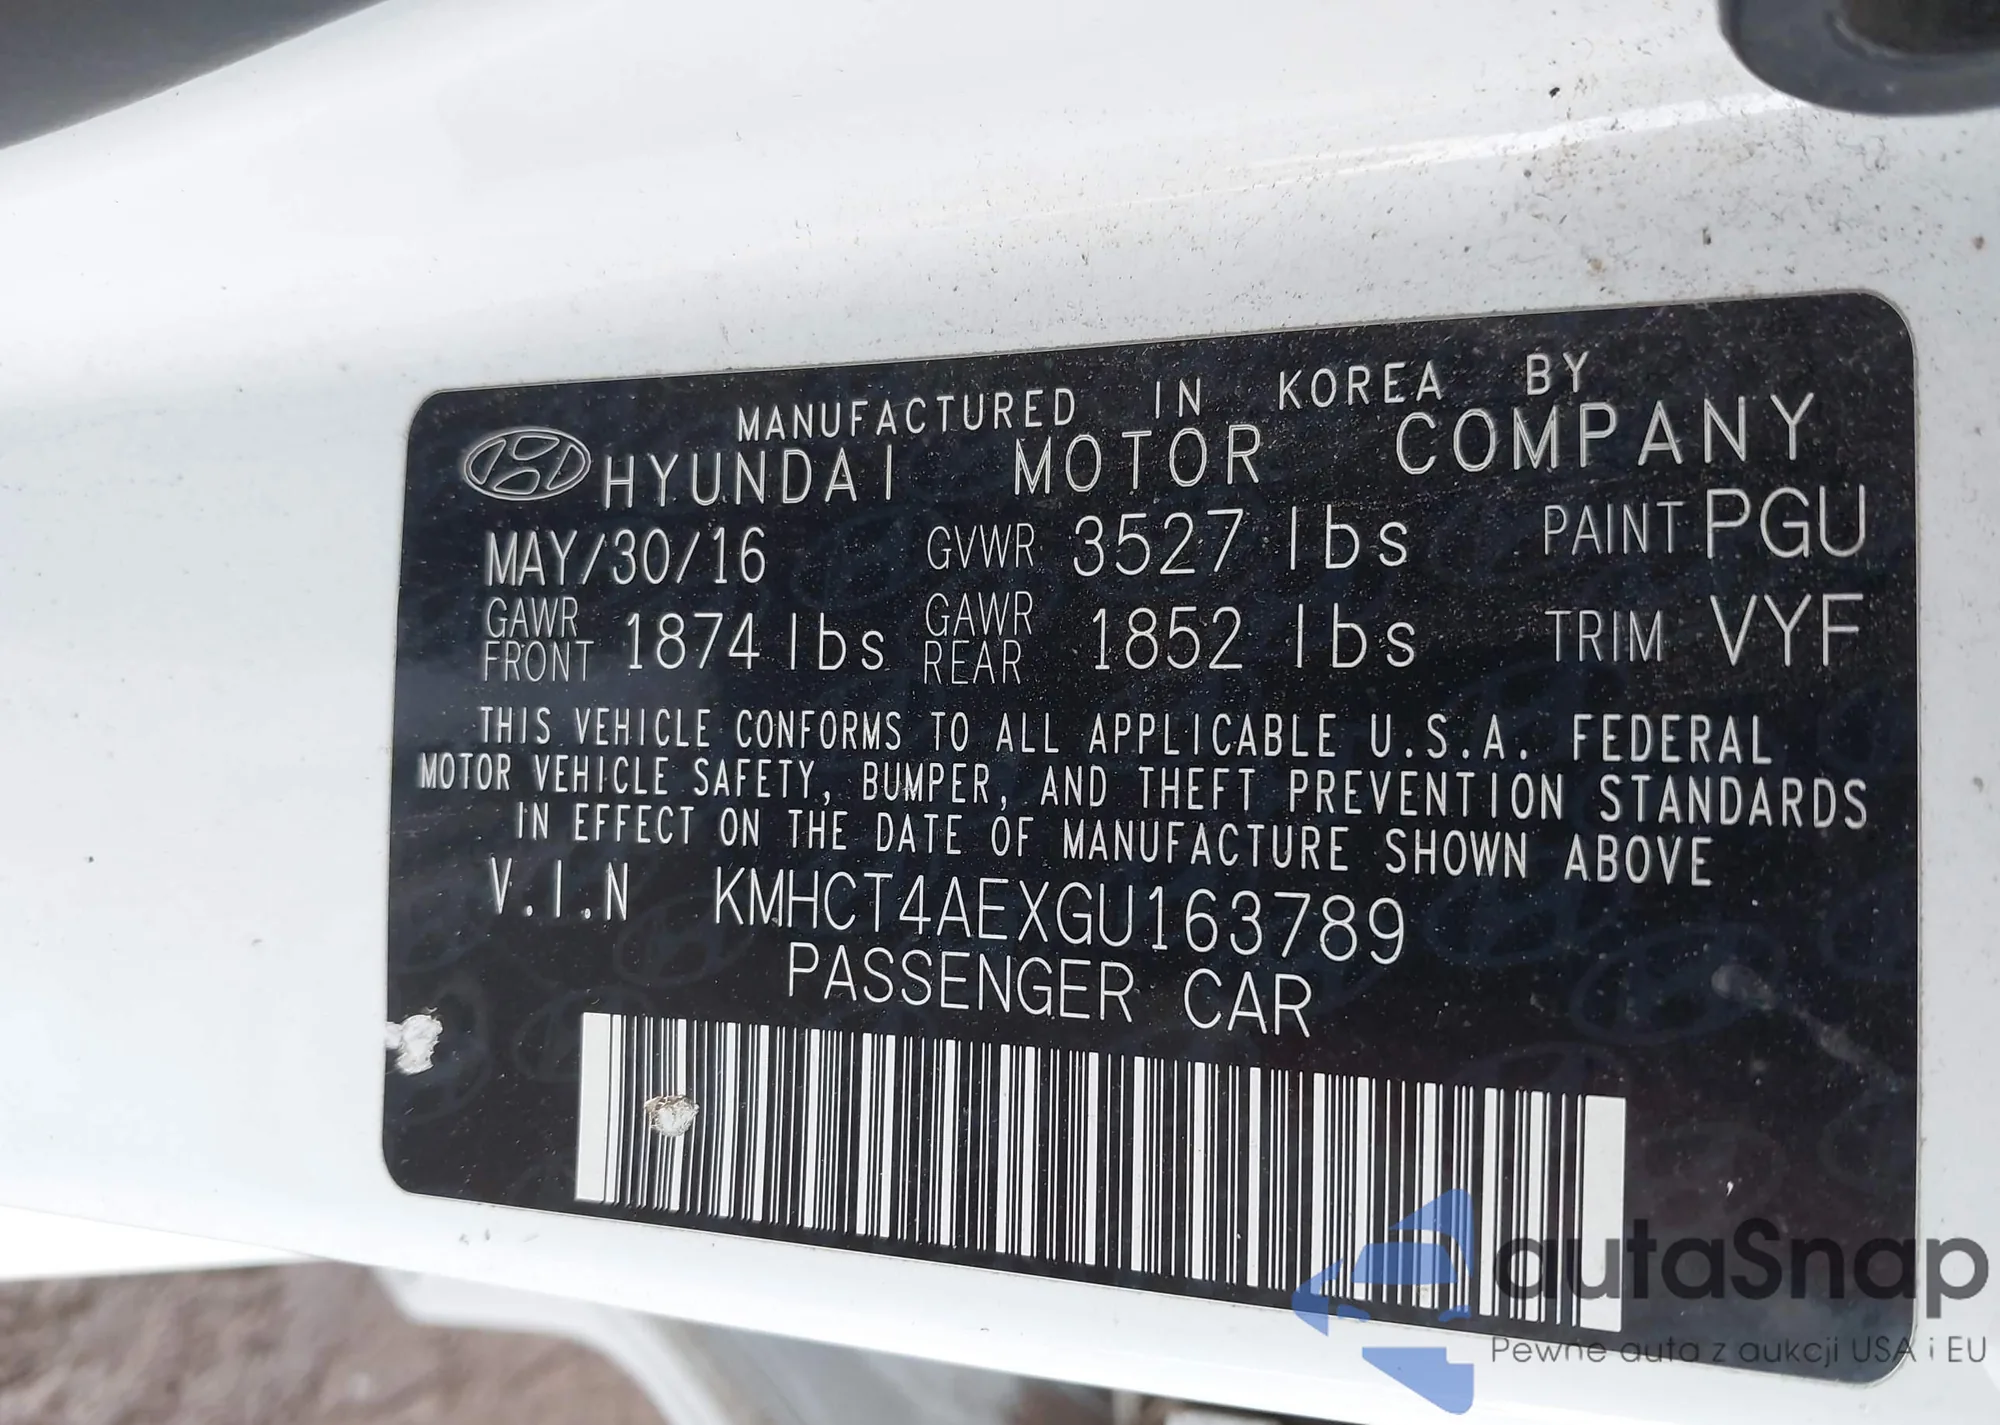 MANUFACTURED IN KOREA BY
HYUNDAI MOTOR COMPANY
MAY/30/16 GVWR 3527 lbs PAINT PGU
GAWR FRONT 1874 lbs GAWR REAR 1852 lbs TRIM VYF
THIS VEHICLE CONFORMS TO ALL APPLICABLE U.S.A. FEDERAL
MOTOR VEHICLE SAFETY, BUMPER, AND THEFT PREVENTION STANDARDS
IN EFFECT ON THE DATE OF MANUFACTURE SHOWN ABOVE
V.I.N KMHCT4AEXGU163789
PASSENGER CAR
autaSnap
Pewne auta z aukcji USA i EU